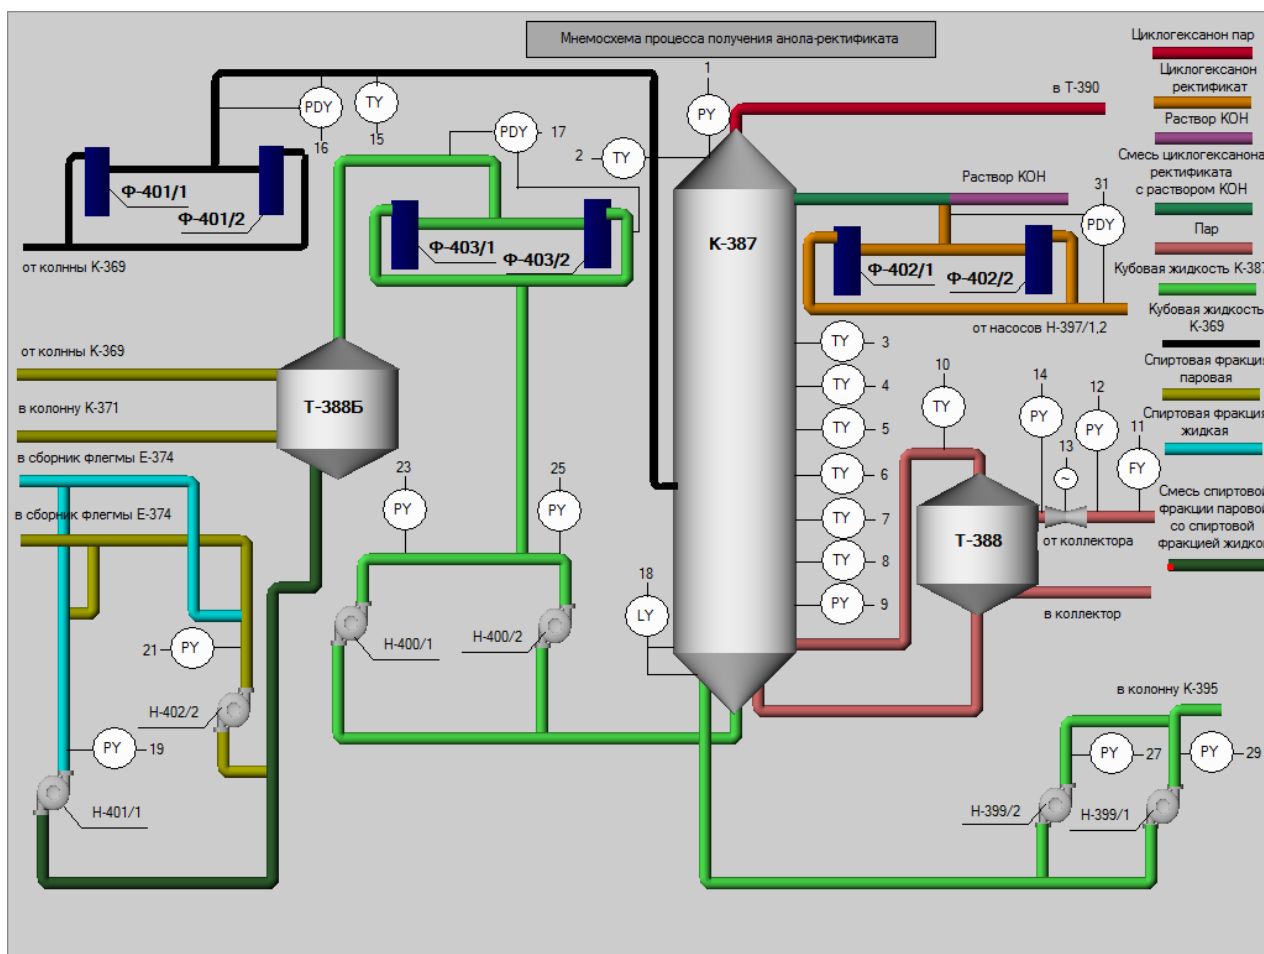 Мнемосхема процесса получения анола-ректификата
Циклогексанон пар
Циклогексанон
ректификат
Раствор КОН
Смесь циклогексанона
ректификата
с раствором КОН
Пар
Кубовая жидкость К-387
Кубовая жидкость
К-369
Спиртовая фракция
паровая
Спиртовая фракция
жидкая
Смесь спиртовой
фракции паровой
со спиртовой
фракцией жидкой
1
PY
в Т-390
PDY
16
TY
15
PDY
17
2
TY
Ф-401/1
Ф-401/2
от колнны К-369
Ф-403/1
Ф-403/2
К-387
Раствор КОН
31
PDY
Ф-402/1
Ф-402/2
от насосов Н-397/1,2
от колнны К-369
в колонну К-371
Т-388Б
в сборник флегмы Е-374
в сборник флегмы Е-374
TY
3
TY
4
TY
5
TY
6
TY
7
TY
8
PY
9
10
TY
14
PY
13
~
12
PY
11
FY
Т-388
от коллектора
в коллектор
23
PY
25
PY
18
LY
Н-400/1
Н-400/2
21
PY
Н-402/2
PY
19
Н-401/1
в колонну К-395
PY
27
PY
29
Н-399/2
Н-399/1